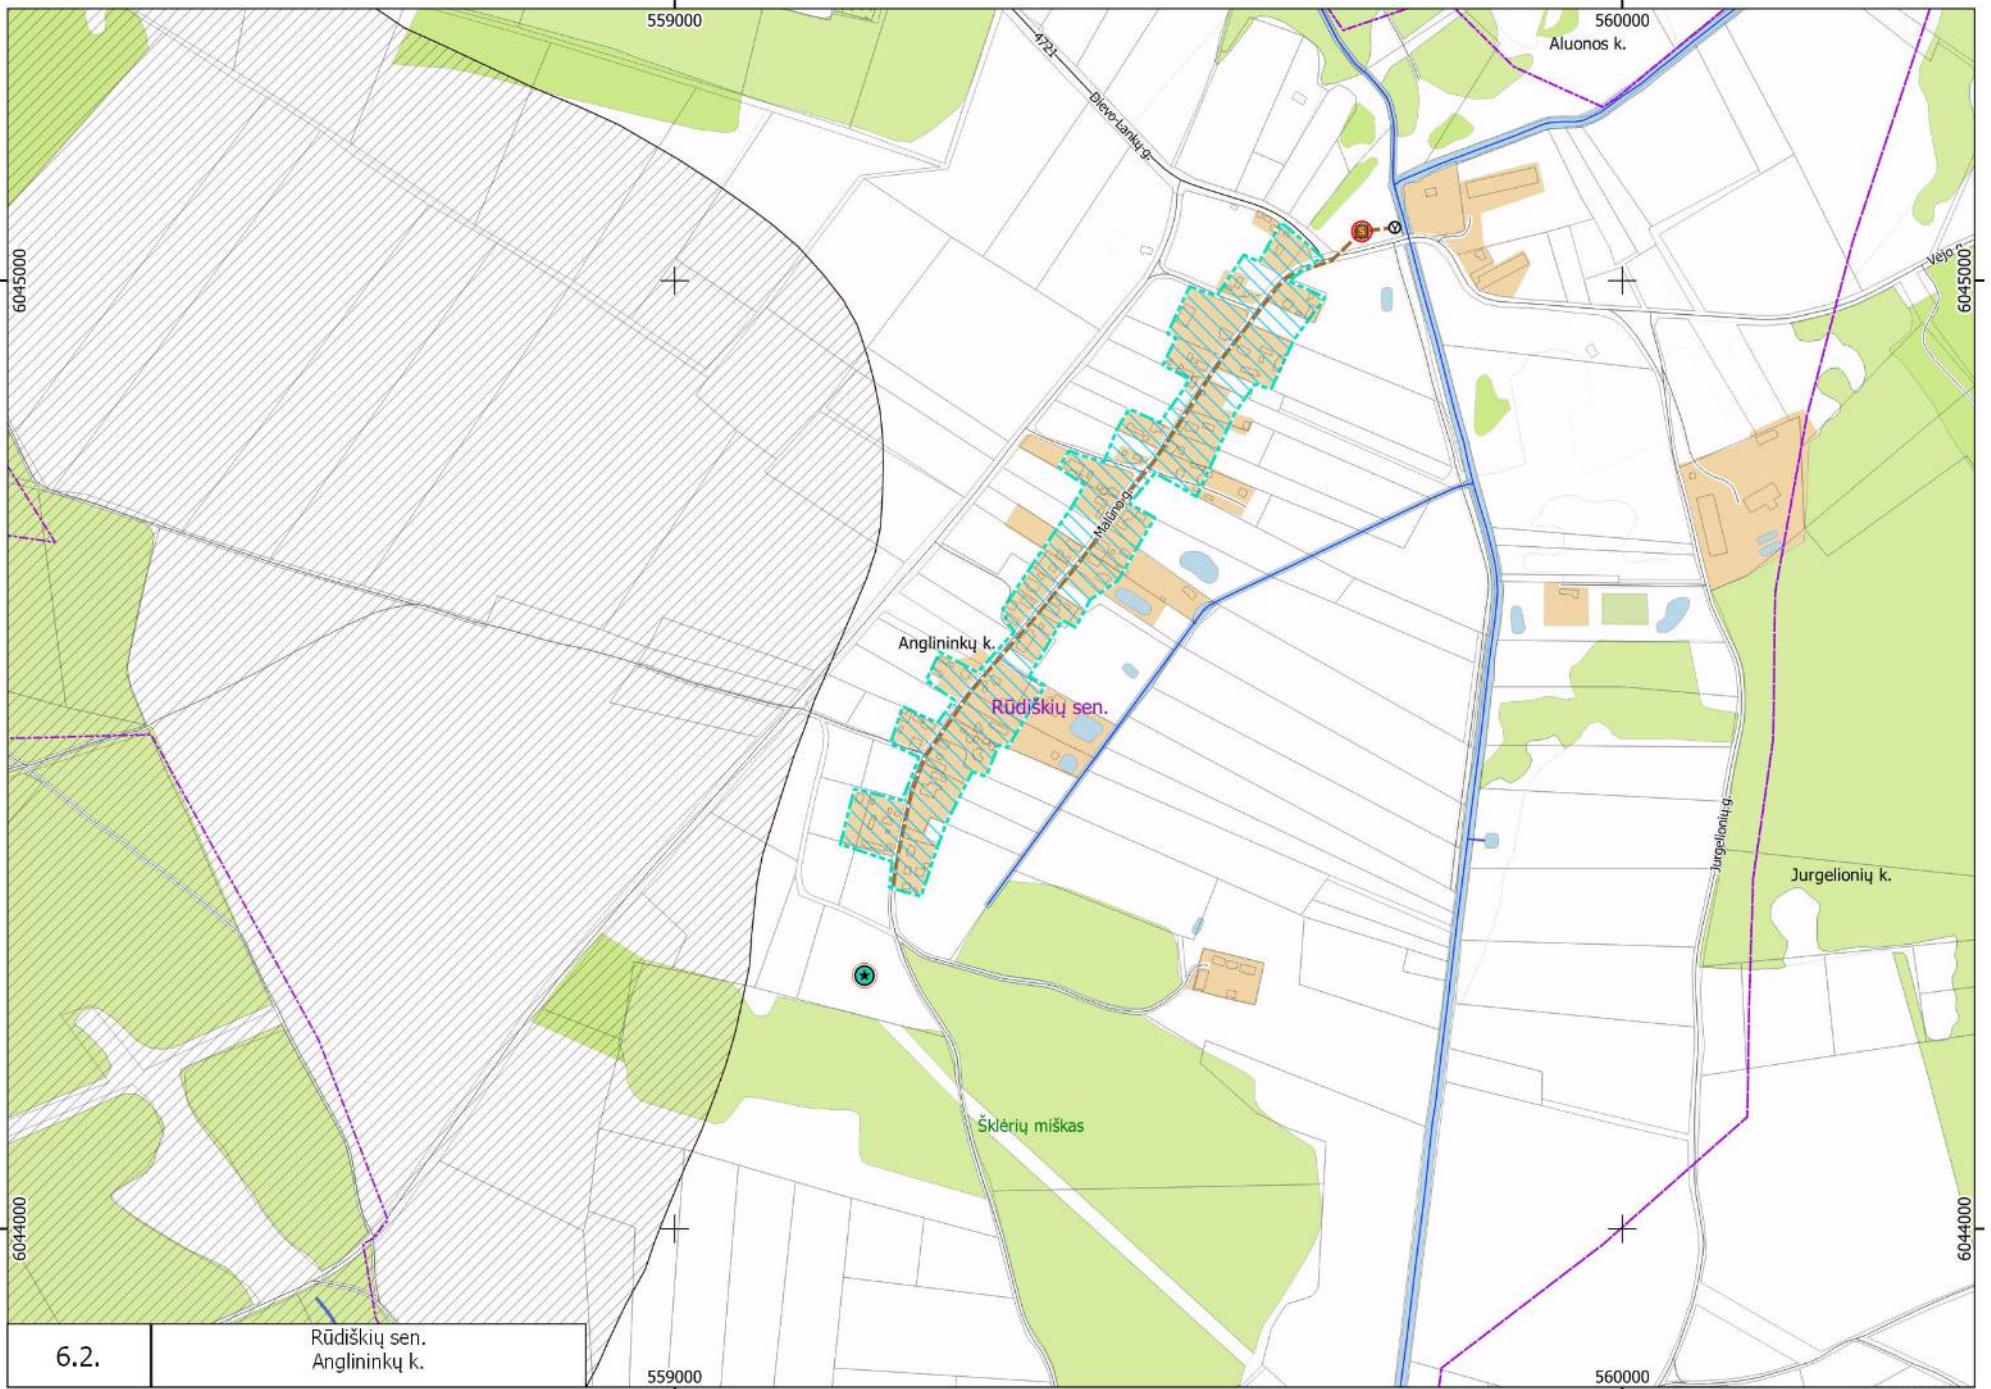 559000
560000
Aluonos k.
4721
Dievo Lankų g.
Vėjo
6045000
6045000
S
Y
Malūno g.
Anglininkų k.
Rūdiškių sen.
Jurgelionių g.
Jurgelionių k.
Šklėrių miškas
6044000
6044000
6.2.
Rūdiškių sen.
Anglininkų k.
559000
560000